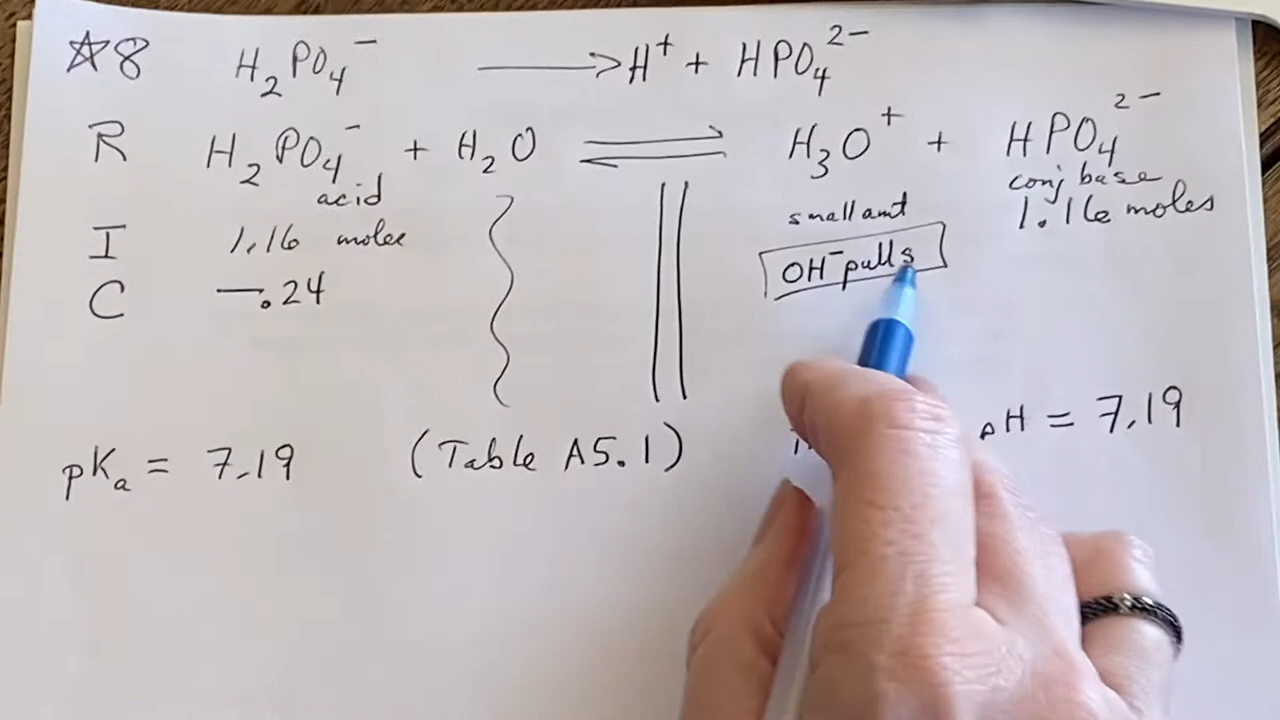 ☆8 H₂PO₄⁻ ⟶ H⁺ + HPO₄²⁻
R H₂PO₄⁻ + H₂O ⇌ H₃O⁺ + HPO₄²⁻
acid conj base
I 1.16 moles small amt 1.16 moles
C —.24 OH⁻ pulls
pKₐ = 7.19 (Table A5.1) pH = 7.19